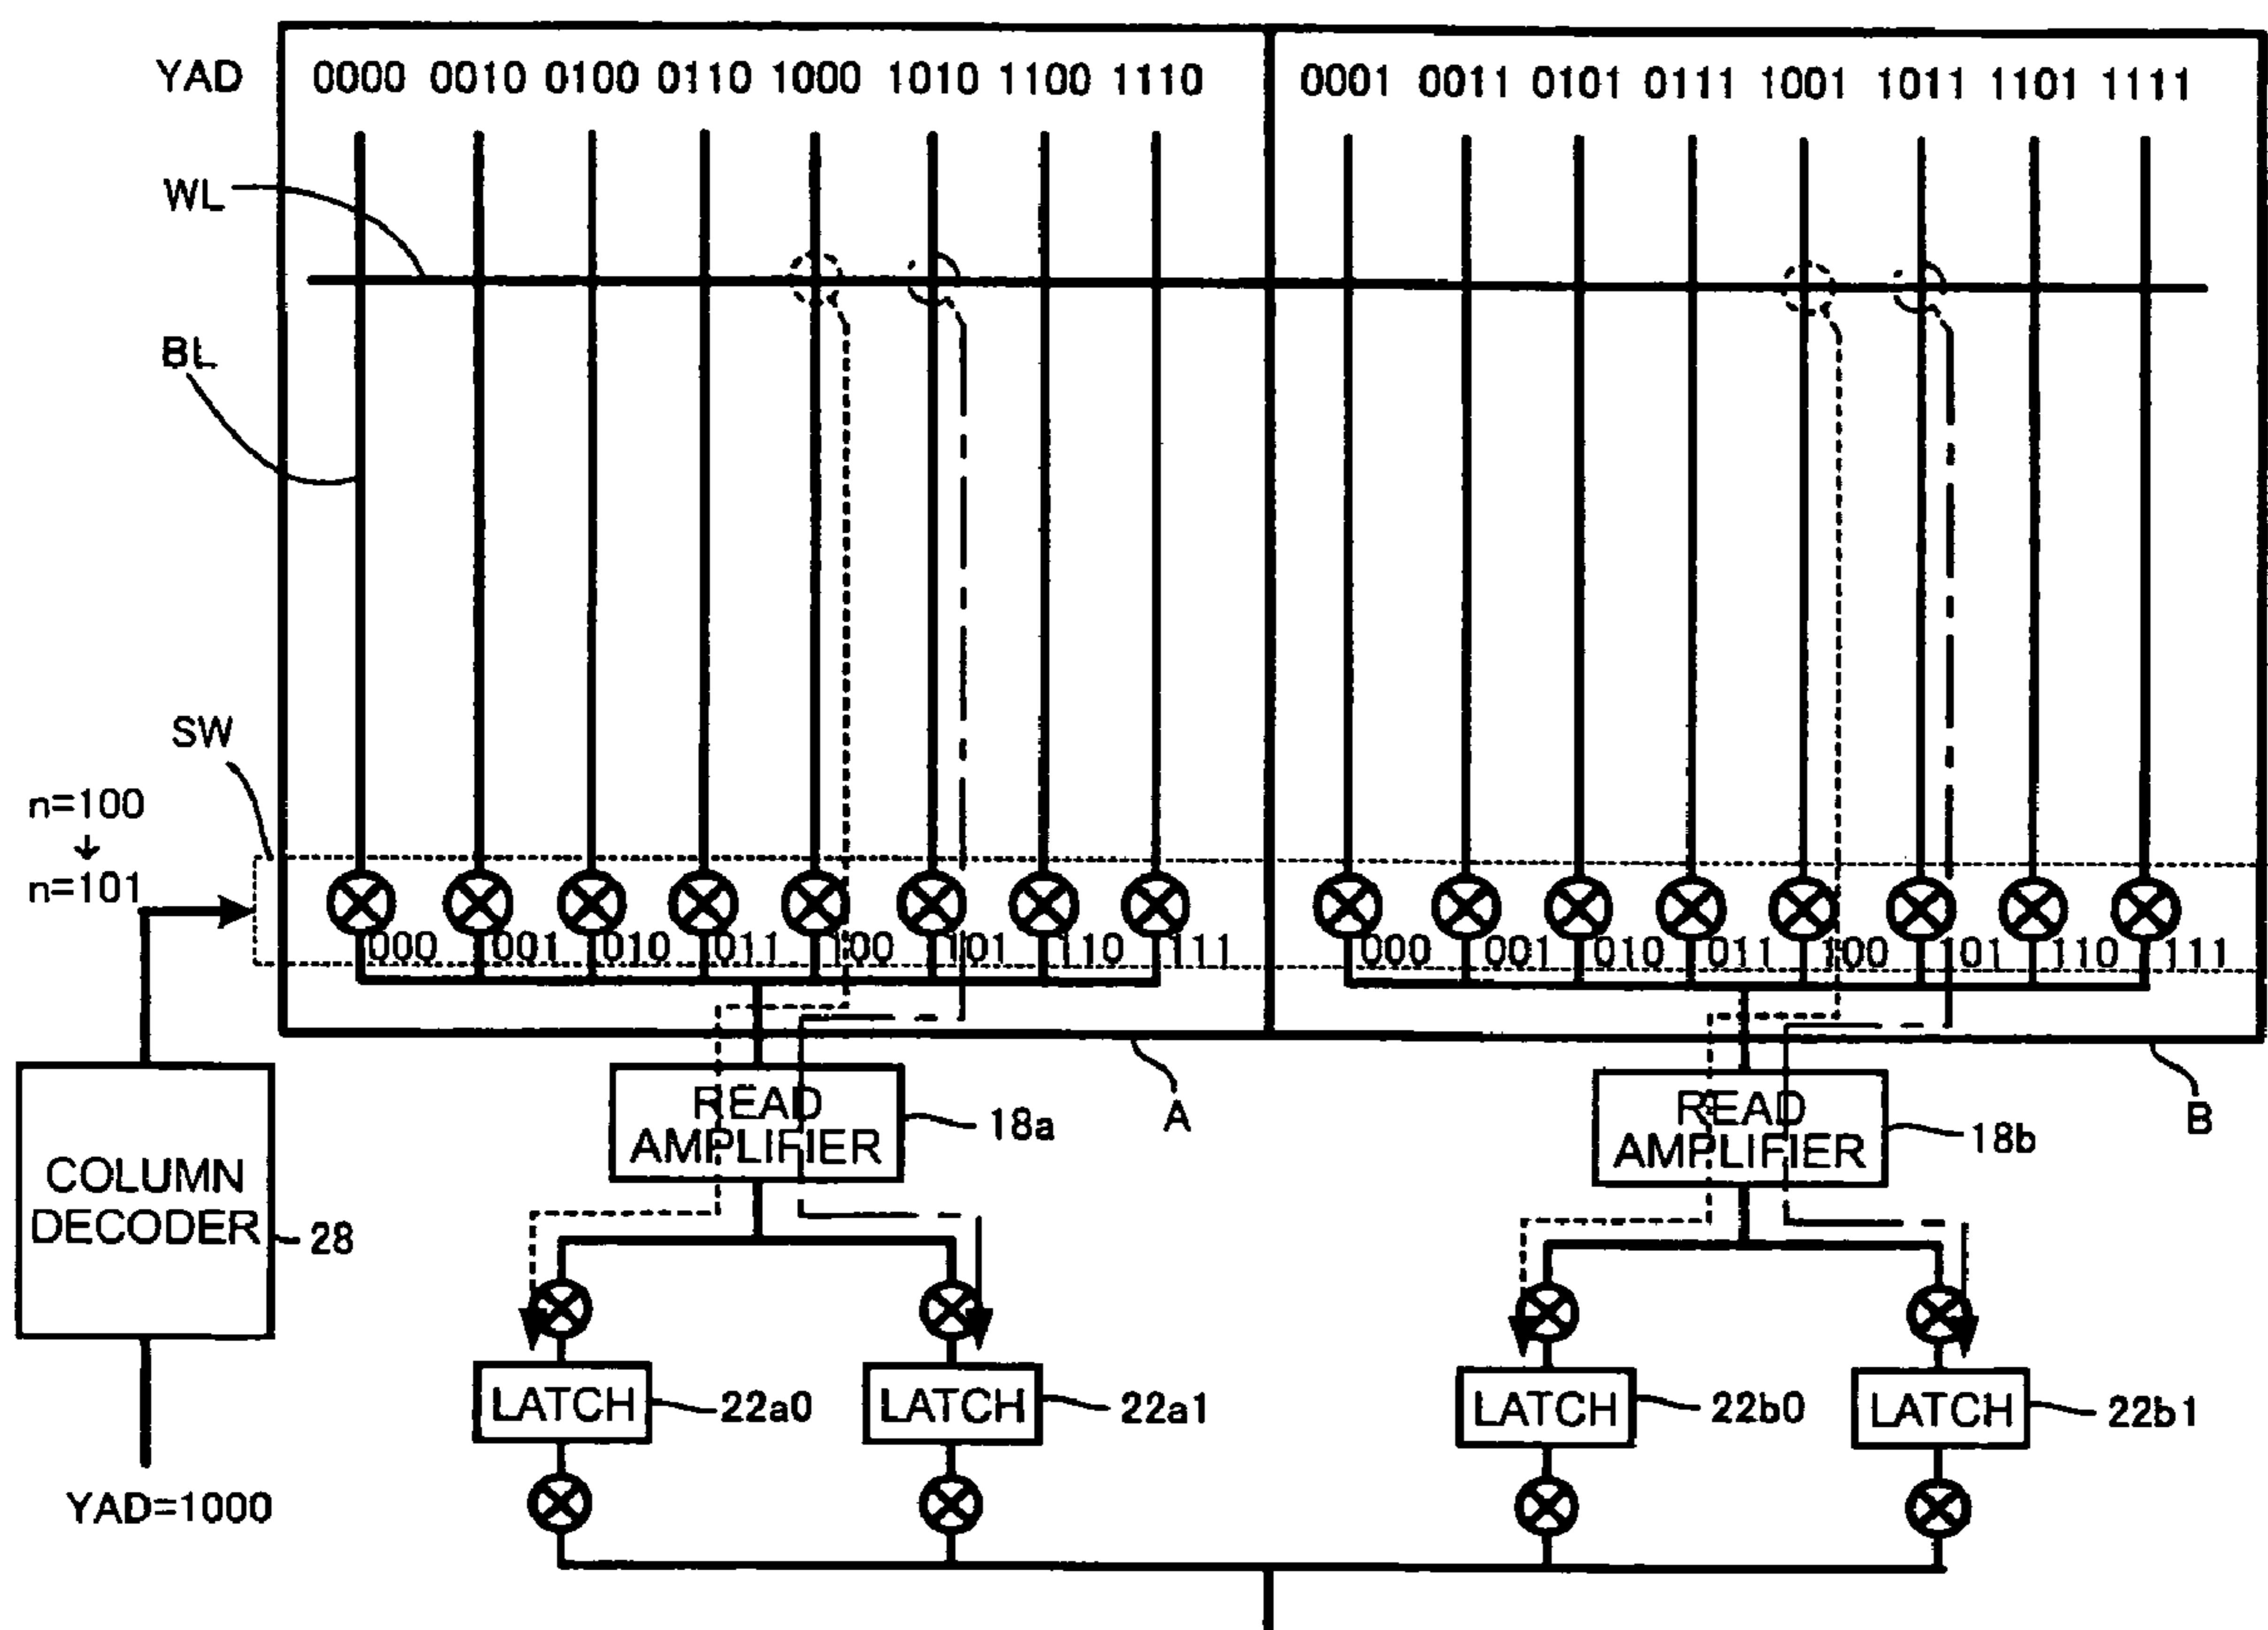 YAD 0000 0010 0100 0110 1000 1010 1100 1110 0001 0011 0101 0111 1001 1011 1101 1111
WL
BL
SW
n=100
↓
n=101
000 001 010 011 100 101 110 111 000 001 010 011 100 101 110 111
READ
AMPLIFIER
18a
A
READ
AMPLIFIER
18b
B
COLUMN
DECODER
28
LATCH
22a0
LATCH
22a1
LATCH
22b0
LATCH
22b1
YAD=1000